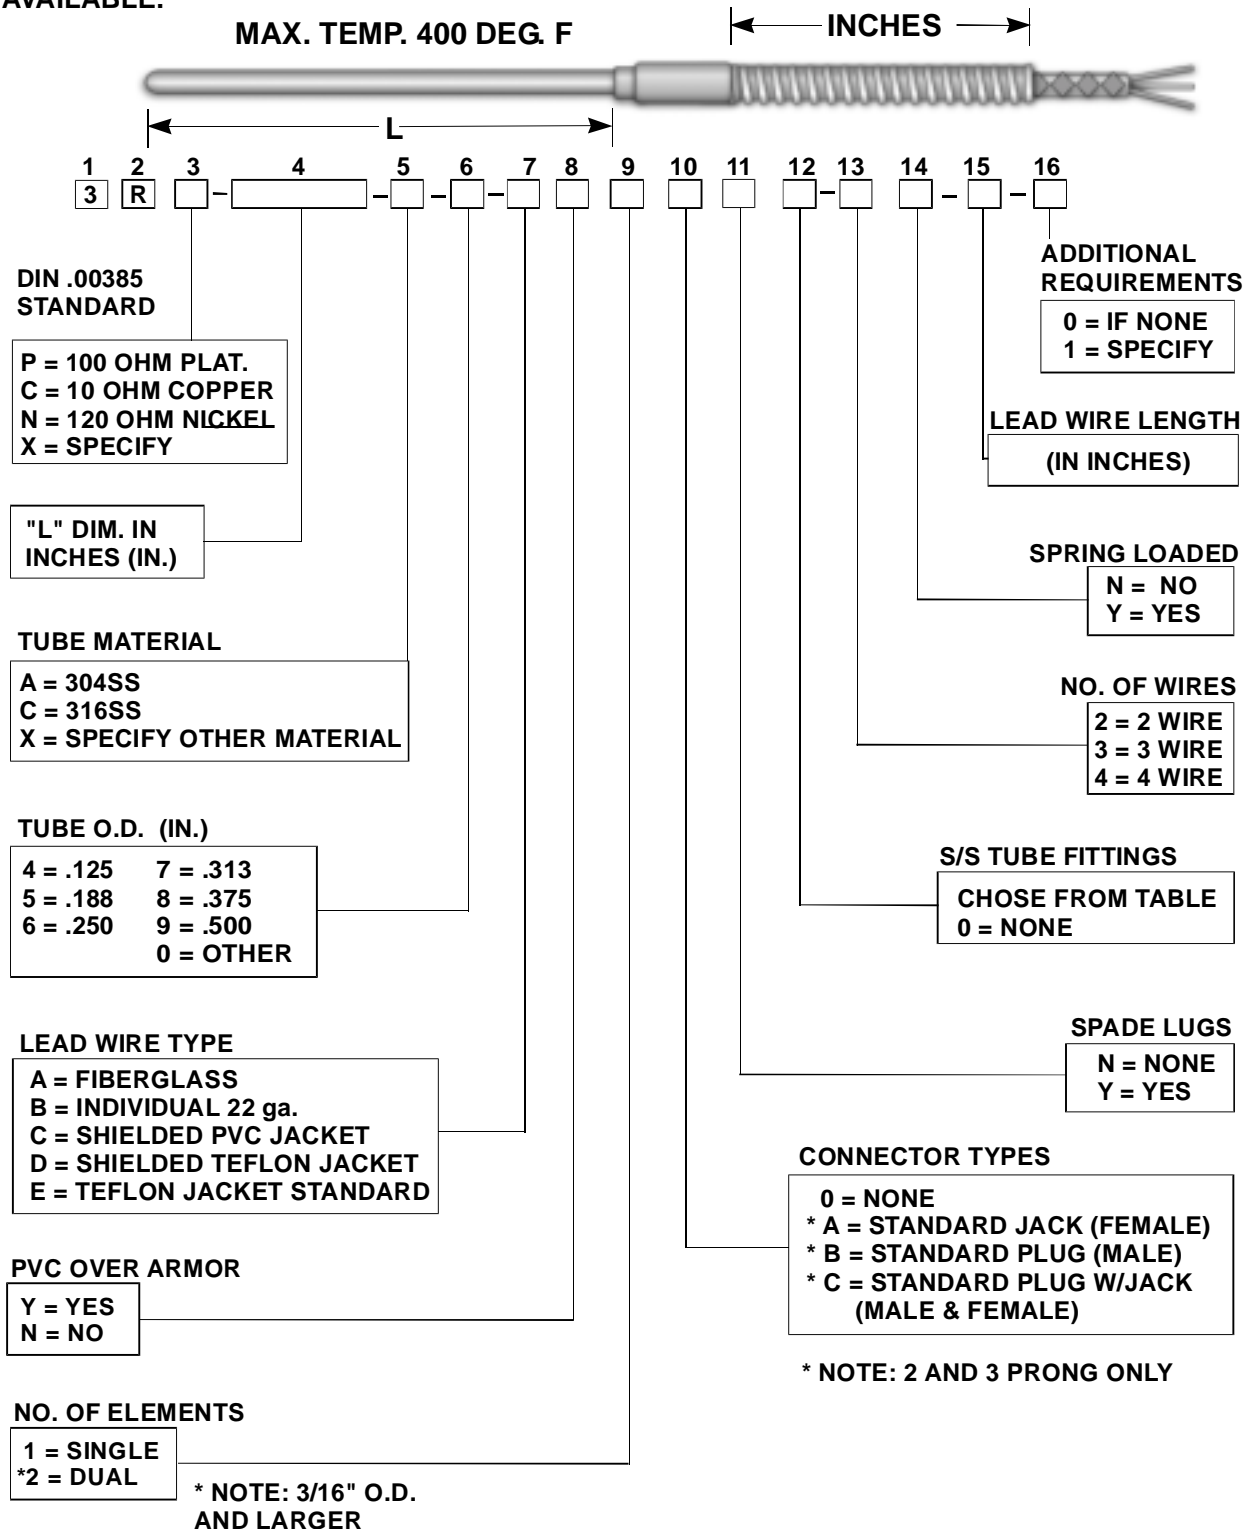 AVAILABLE:
MAX. TEMP. 400 DEG. F
INCHES
L
1 2 3 4 5 6 7 8 9 10 11 12 13 14 15 16
3 R - - - - - - -
DIN .00385
STANDARD
P = 100 OHM PLAT.
C = 10 OHM COPPER
N = 120 OHM NICKEL
X = SPECIFY
"L" DIM. IN
INCHES (IN.)
TUBE MATERIAL
A = 304SS
C = 316SS
X = SPECIFY OTHER MATERIAL
TUBE O.D. (IN.)
4 = .125 7 = .313
5 = .188 8 = .375
6 = .250 9 = .500
0 = OTHER
LEAD WIRE TYPE
A = FIBERGLASS
B = INDIVIDUAL 22 ga.
C = SHIELDED PVC JACKET
D = SHIELDED TEFLON JACKET
E = TEFLON JACKET STANDARD
PVC OVER ARMOR
Y = YES
N = NO
NO. OF ELEMENTS
1 = SINGLE
*2 = DUAL
* NOTE: 3/16" O.D.
AND LARGER
ADDITIONAL
REQUIREMENTS
0 = IF NONE
1 = SPECIFY
LEAD WIRE LENGTH
(IN INCHES)
SPRING LOADED
N = NO
Y = YES
NO. OF WIRES
2 = 2 WIRE
3 = 3 WIRE
4 = 4 WIRE
S/S TUBE FITTINGS
CHOSE FROM TABLE
0 = NONE
SPADE LUGS
N = NONE
Y = YES
CONNECTOR TYPES
0 = NONE
* A = STANDARD JACK (FEMALE)
* B = STANDARD PLUG (MALE)
* C = STANDARD PLUG W/JACK
(MALE & FEMALE)
* NOTE: 2 AND 3 PRONG ONLY